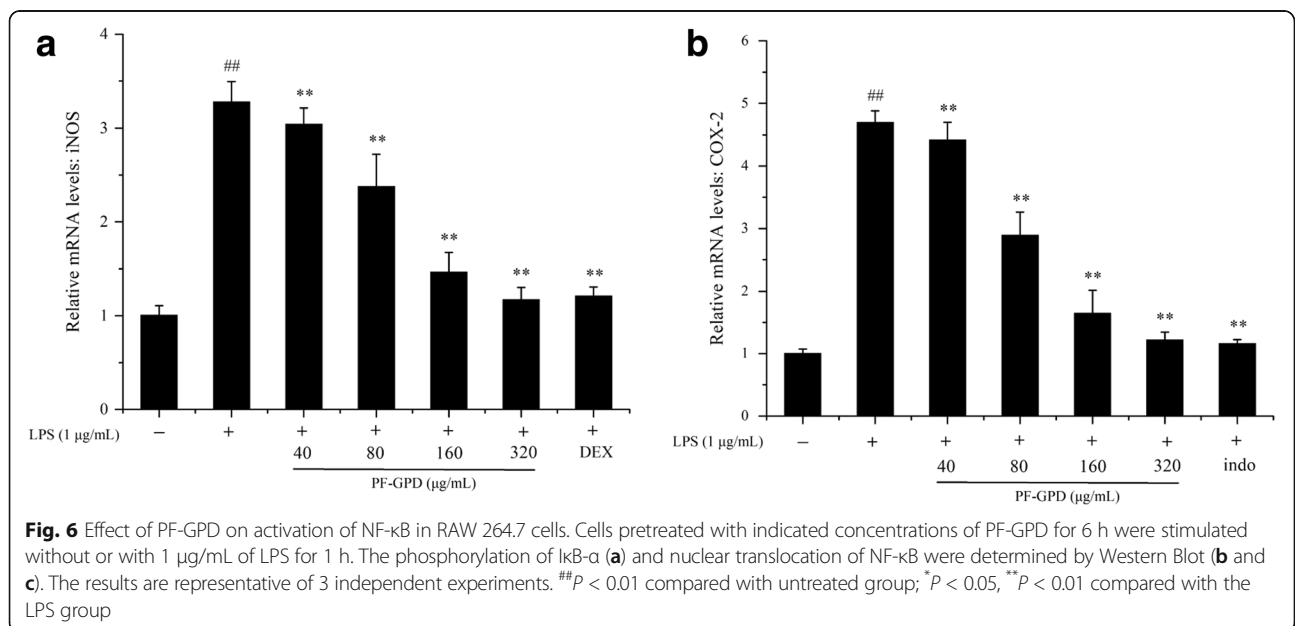 a
Relative mRNA levels: iNOS
4
3
2
1
0
##
**
**
**
**
**
LPS (1 μg/mL) – + + + + + +
40 80 160 320 DEX
PF-GPD (μg/mL)
b
Relative mRNA levels: COX-2
6
5
4
3
2
1
0
##
**
**
**
**
**
LPS (1 μg/mL) – + + + + + +
40 80 160 320 indo
PF-GPD (μg/mL)
Fig. 6 Effect of PF-GPD on activation of NF-κB in RAW 264.7 cells. Cells pretreated with indicated concentrations of PF-GPD for 6 h were stimulated
without or with 1 μg/mL of LPS for 1 h. The phosphorylation of IκB-α (a) and nuclear translocation of NF-κB were determined by Western Blot (b and
c). The results are representative of 3 independent experiments. ##P < 0.01 compared with untreated group; *P < 0.05, **P < 0.01 compared with the
LPS group